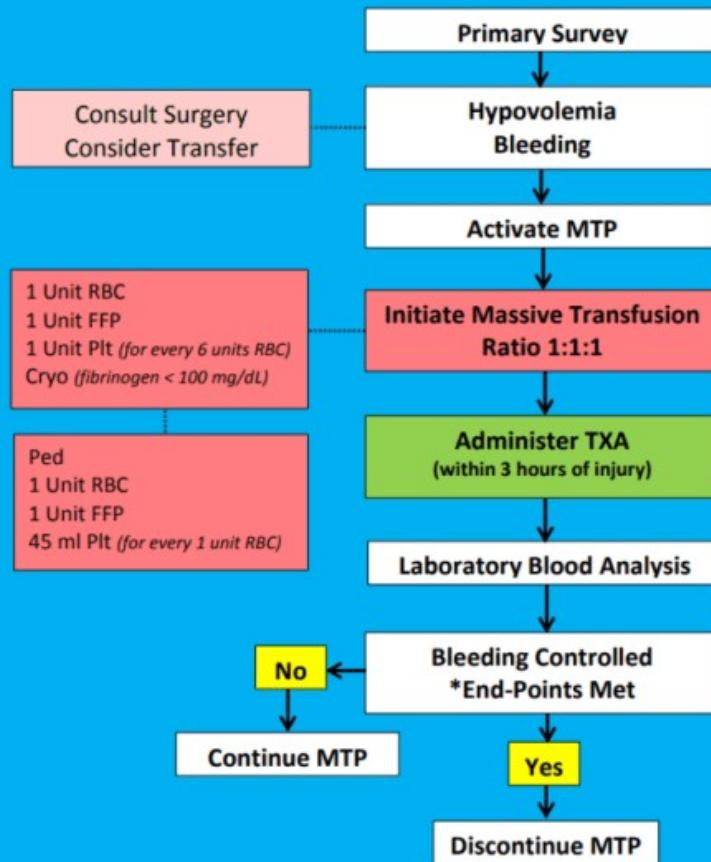 Primary Survey
Consult Surgery
Consider Transfer
Hypovolemia
Bleeding
Activate MTP
1 Unit RBC
1 Unit FFP
1 Unit Plt (for every 6 units RBC)
Cryo (fibrinogen < 100 mg/dL)
Initiate Massive Transfusion
Ratio 1:1:1
Ped
1 Unit RBC
1 Unit FFP
45 ml Plt (for every 1 unit RBC)
Administer TXA
(within 3 hours of injury)
Laboratory Blood Analysis
Bleeding Controlled
*End-Points Met
No
Continue MTP
Yes
Discontinue MTP